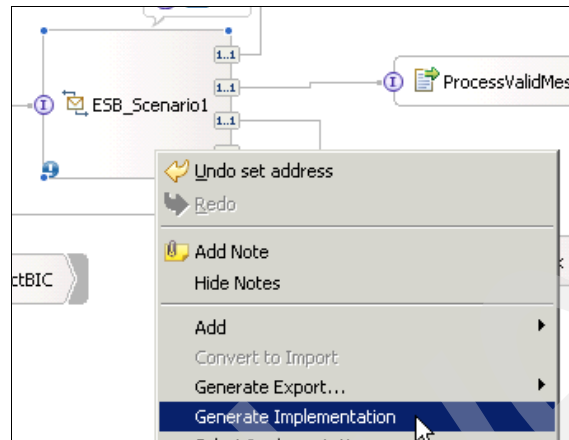 1..1
1..1
I
ProcessValidMes
I
ESB_Scenario1
1..1
Undo set address
Redo
Add Note
Hide Notes
ctBIC
Add
Convert to Import
Generate Export...
Generate Implementation